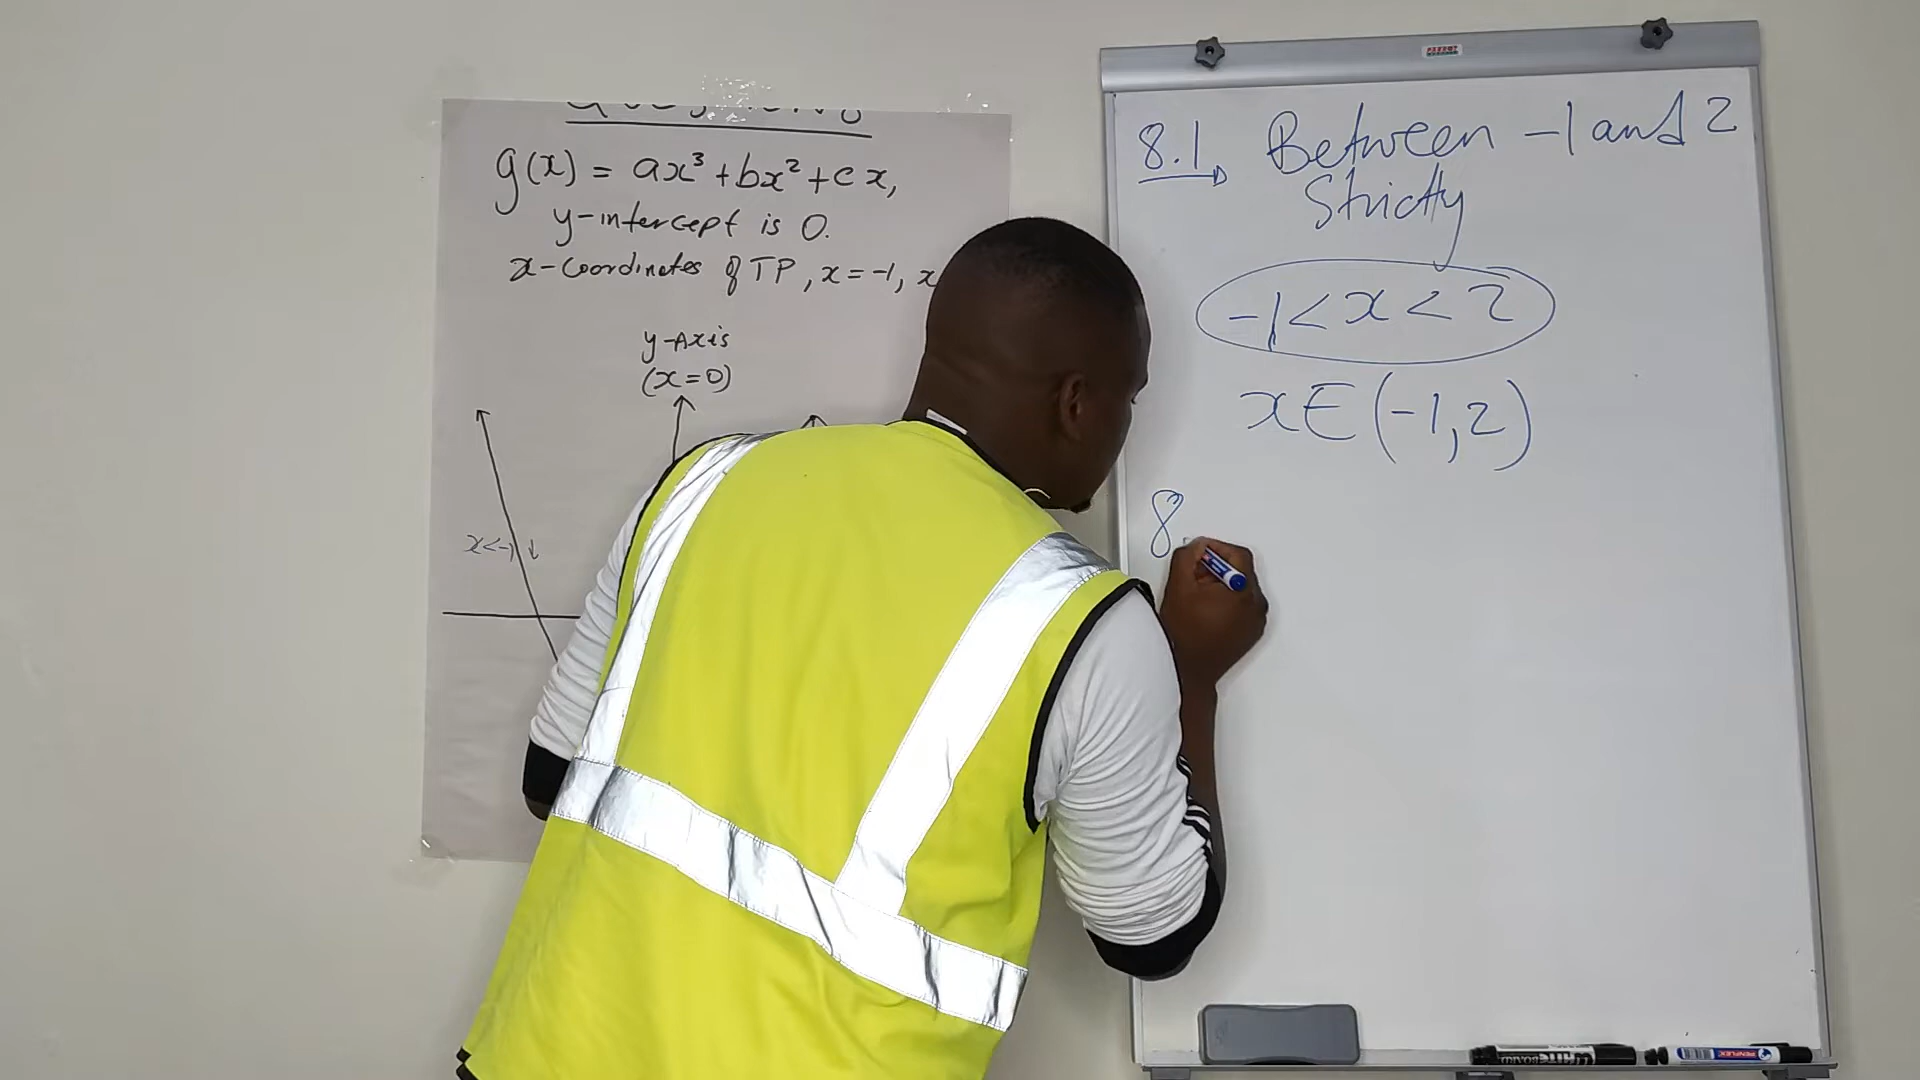 g(x) = ax³ + bx² + cx,
y-intercept is 0.
x-coordinates of TP, x = -1, x
y-Axis
(x=0)
x<-1 ↓
8.1 Between -1 and 2
Strictly
-1 < x < 2
x ∈ (-1, 2)
8.
PENFLEX